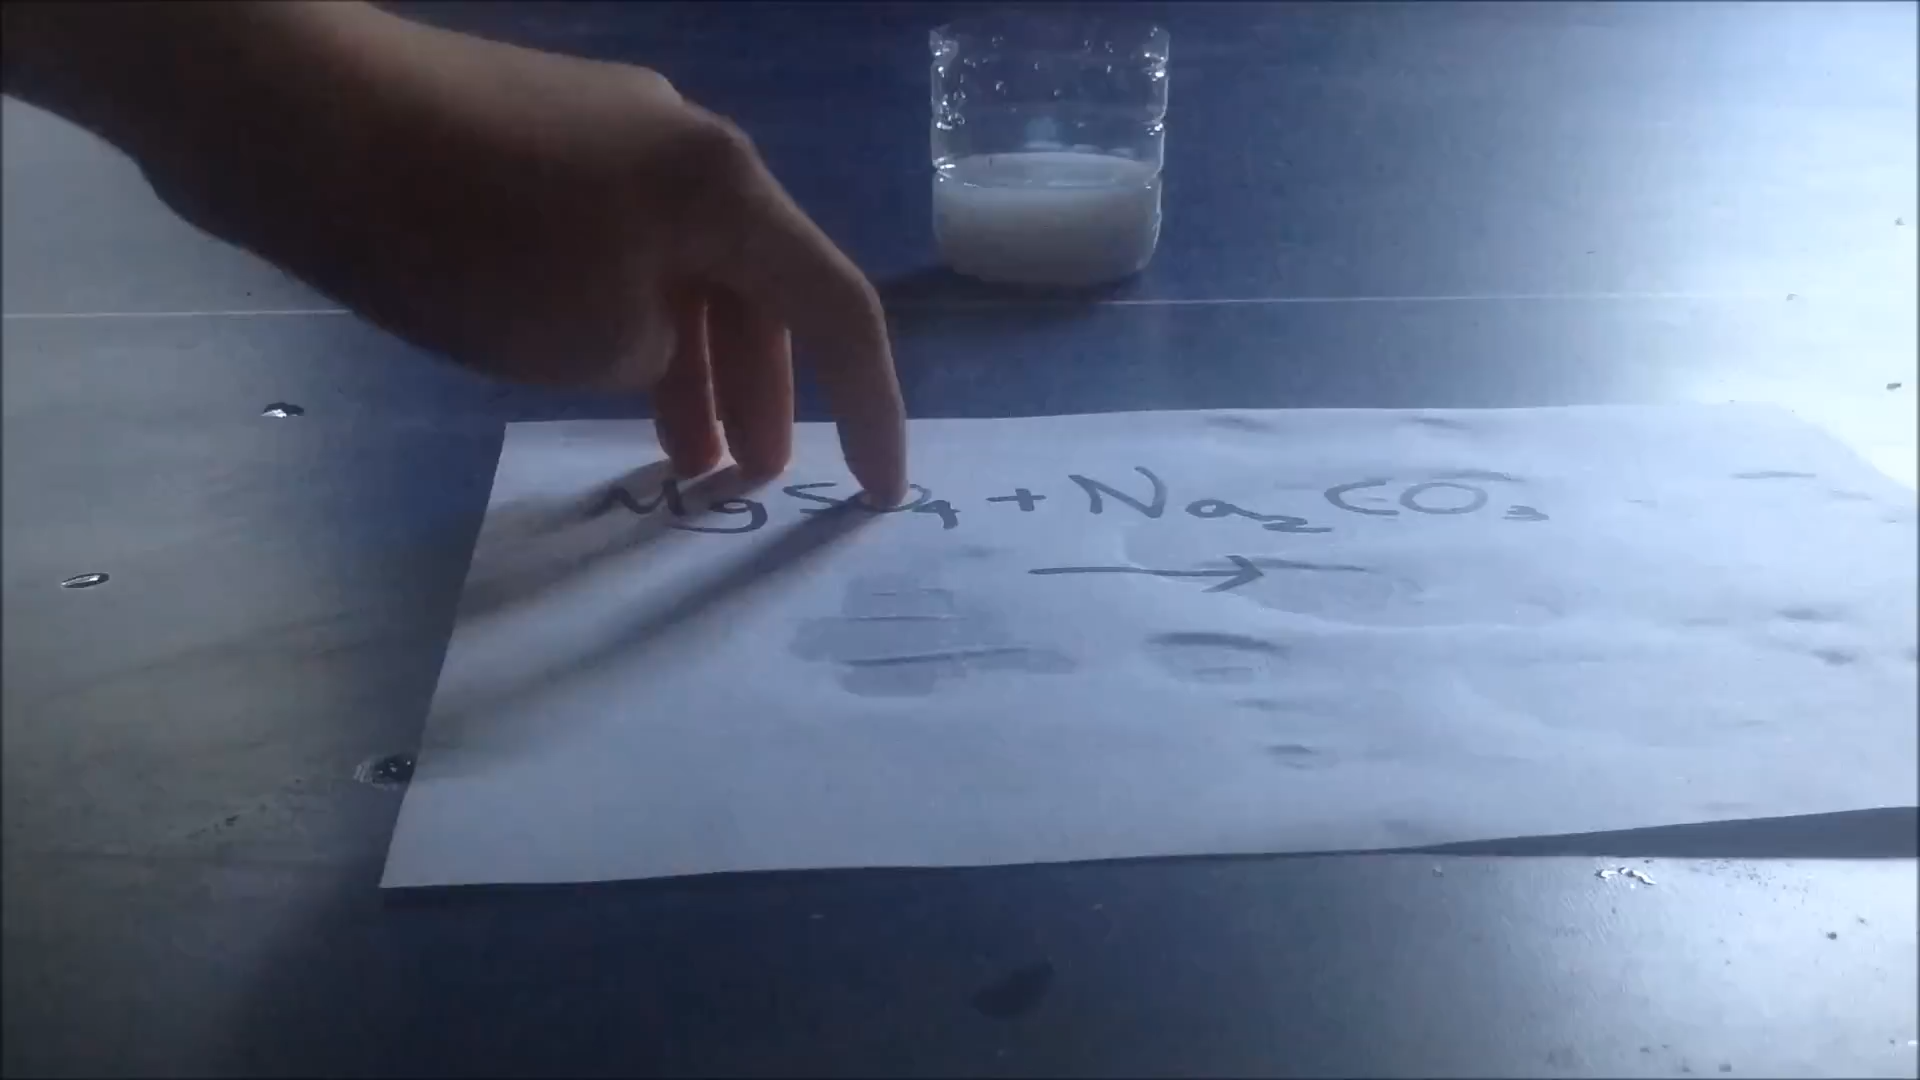 MgSO₄ + Na₂CO₃
→